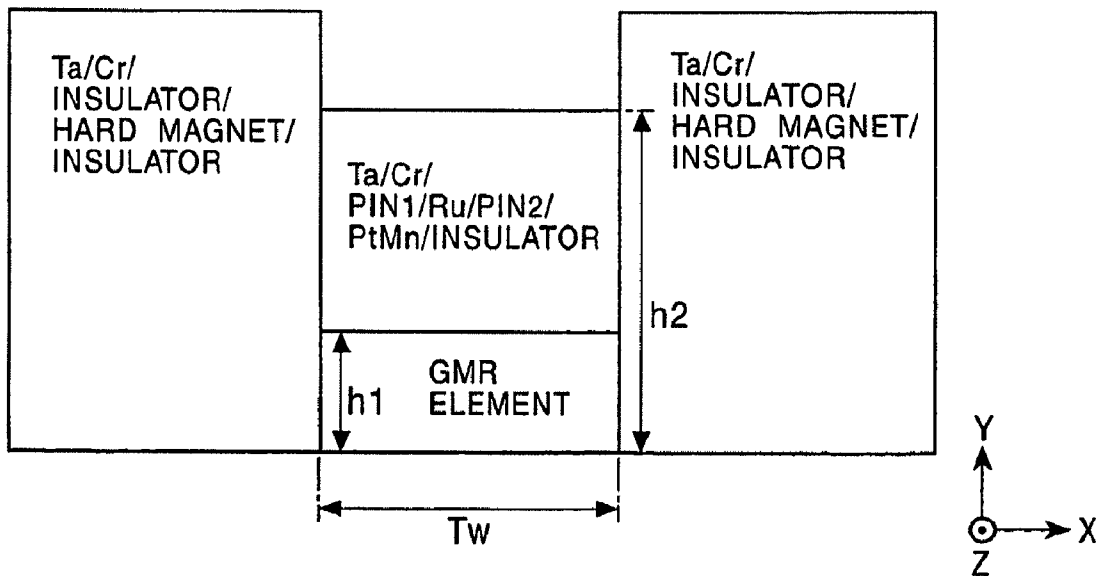 Ta/Cr/
INSULATOR/
HARD MAGNET/
INSULATOR
Ta/Cr/
PIN1/Ru/PIN2/
PtMn/INSULATOR
Ta/Cr/
INSULATOR/
HARD MAGNET/
INSULATOR
h2
h1
GMR
ELEMENT
Tw
Y
X
Z